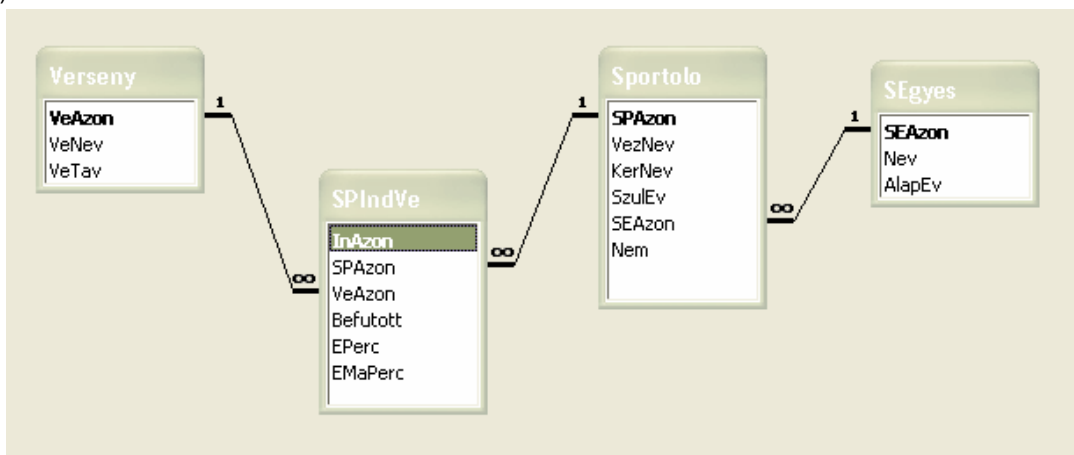 )
Verseny
VeAzon
VeNev
VeTav
1
∞
SPIndVe
InAzon
SPAzon
VeAzon
Befutott
EPerc
EMaPerc
∞
1
Sportolo
SPAzon
VezNev
KerNev
SzulEv
SEAzon
Nem
∞
1
SEgyes
SEAzon
Nev
AlapEv